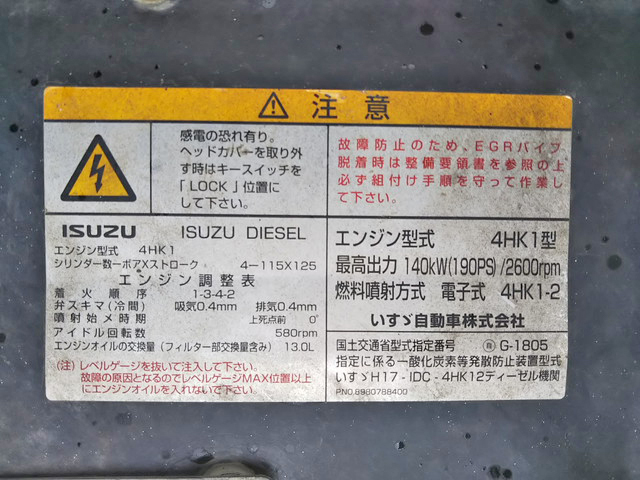 注意
感電の恐れ有り。
ヘッドカバーを取り外
す時はキースイッチを
「LOCK」位置に
して下さい。
故障防止のため、EGRパイプ
脱着時は整備要領書を参照の上
必ず組付け手順を守って作業し
て下さい。
ISUZU ISUZU DIESEL
エンジン型式 4HK1
シリンダー数ーボアXストローク 4－115X125
エンジン調整表
着火順序 1-3-4-2
弁スキマ(冷間) 吸気0.4mm 排気0.4mm
噴射始メ時期 上死点前 0°
アイドル回転数 580rpm
エンジンオイルの交換量(フィルター部交換量含み) 13.0L
(注)レベルゲージを抜いて注入して下さい。
故障の原因となるのでレベルゲージMAX位置以上
にエンジンオイルを入れないで下さい。
エンジン型式 4HK1型
最高出力 140kW(190PS)/2600rpm
燃料噴射方式 電子式 4HK1-2
いすゞ自動車株式会社
国土交通省型式指定番号 ⓐ G-1805
指定に係る一酸化炭素等発散防止装置型式
いすゞH17-IDC-4HK12ディーゼル機関
PNO.8980788400